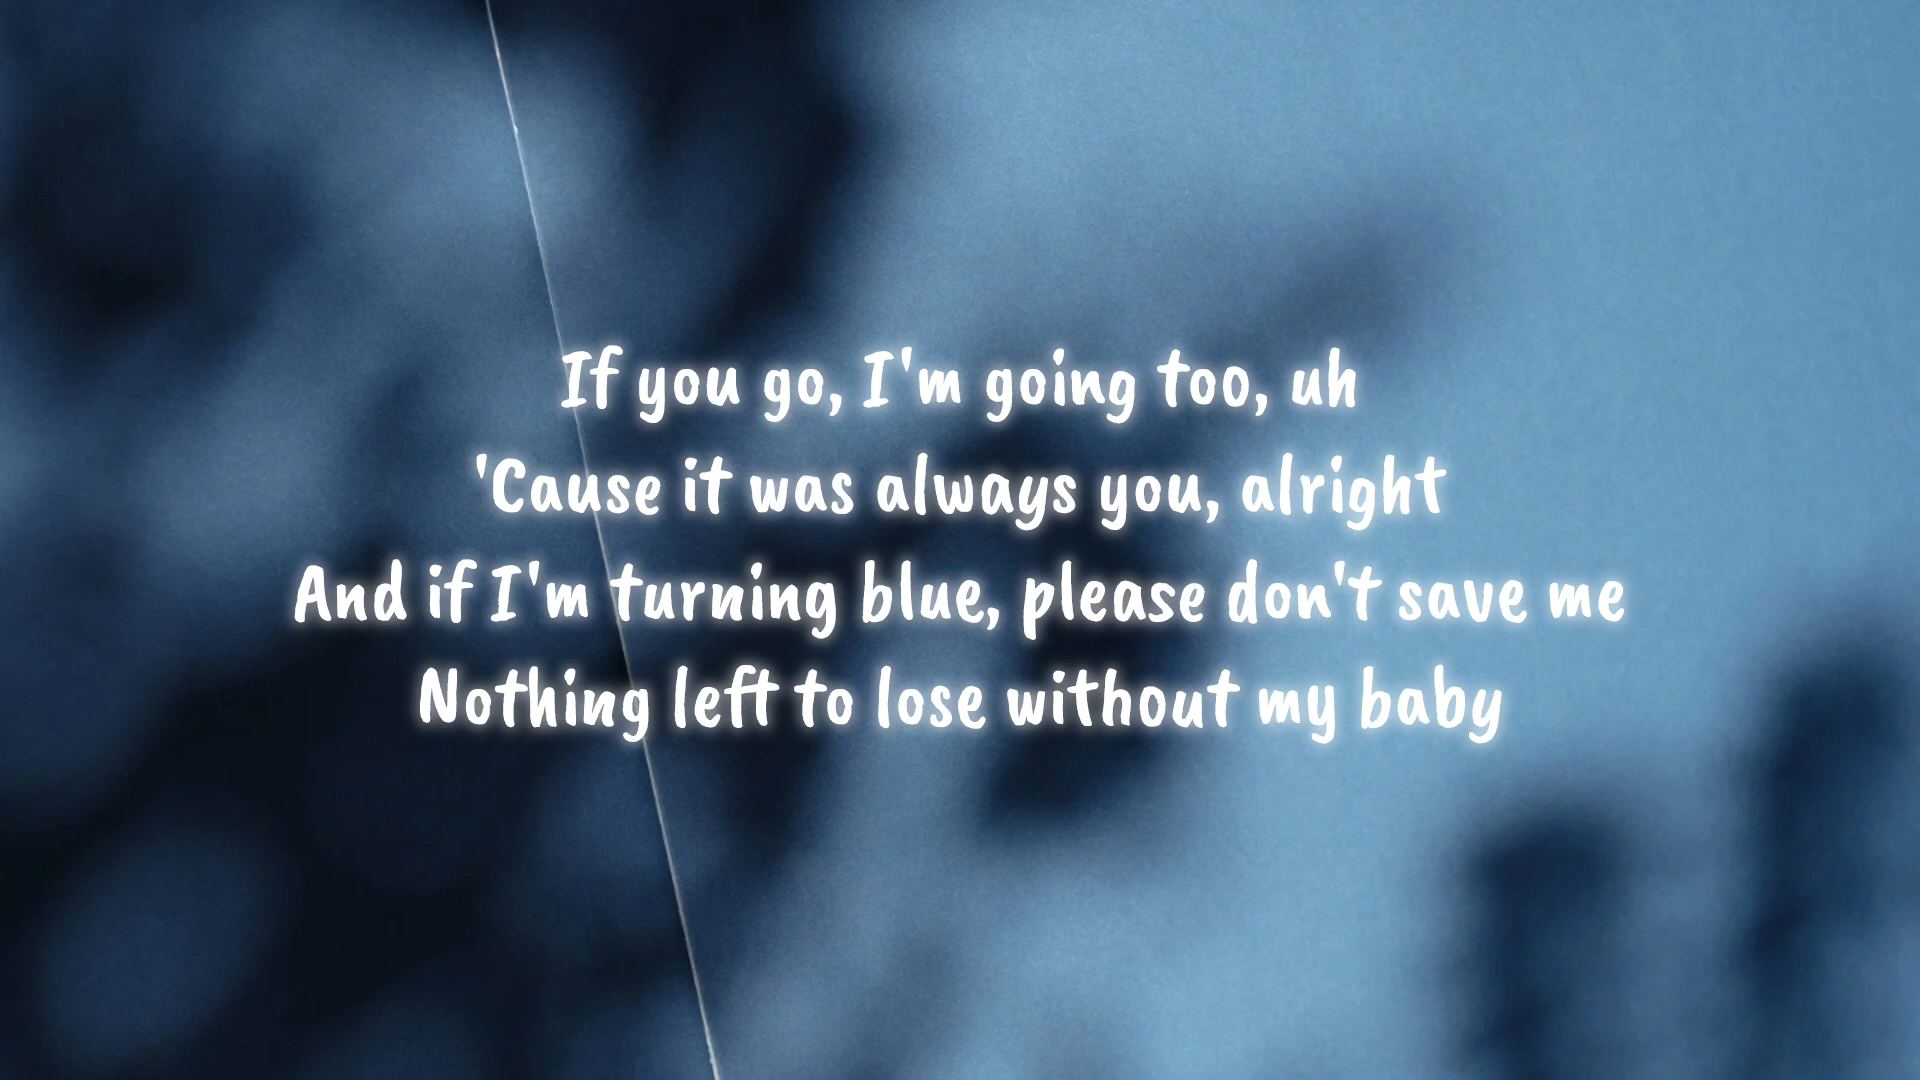 If you go, I'm going too, uh
'Cause it was always you, alright
And if I'm turning blue, please don't save me
Nothing left to lose without my baby